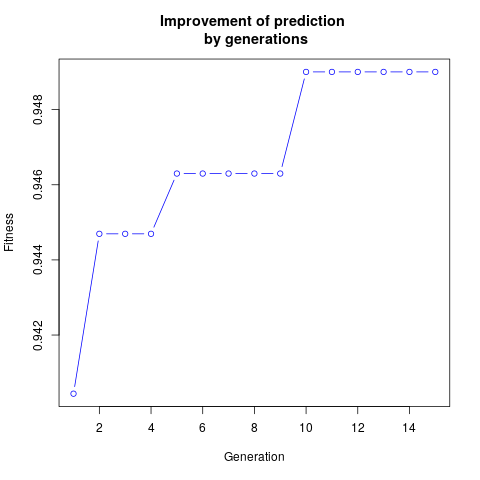 Improvement of prediction
by generations
Fitness
0.948
0.946
0.944
0.942
2 4 6 8 10 12 14
Generation